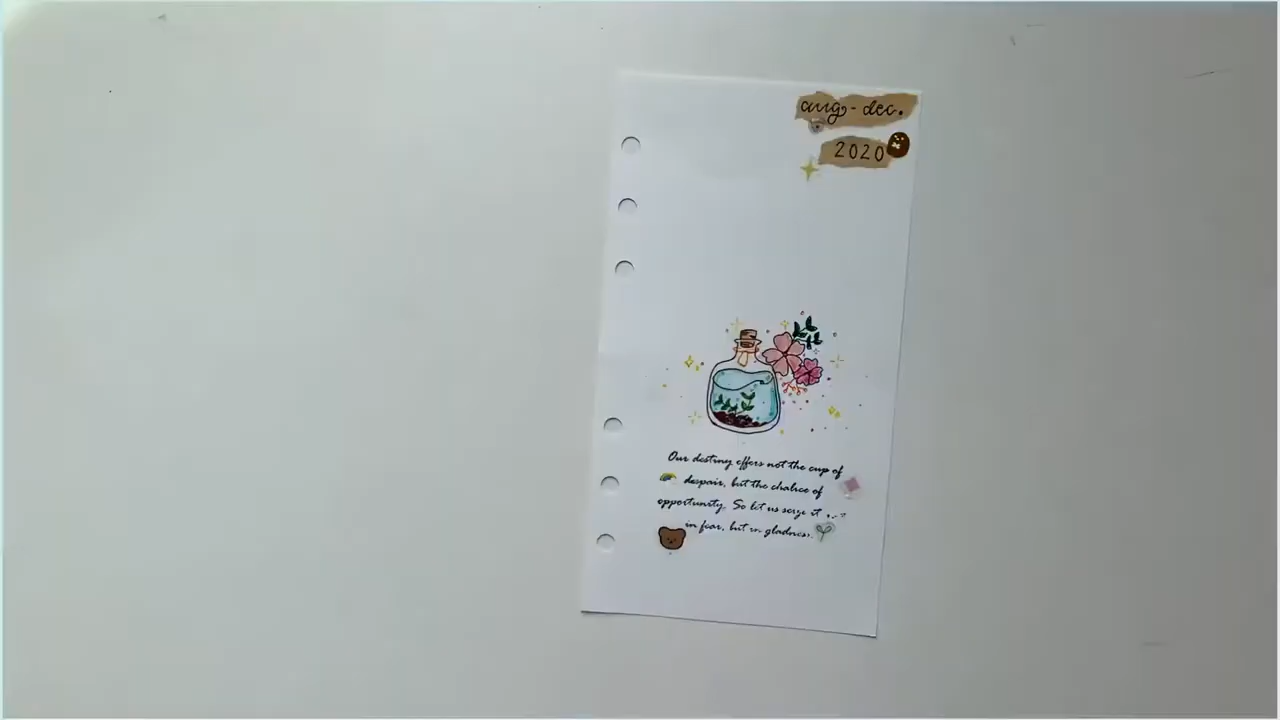 aug - dec.
2020
Our destiny offers not the cup of
despair, but the chalice of
opportunity. So let us seize it
in fear, but in gladness.